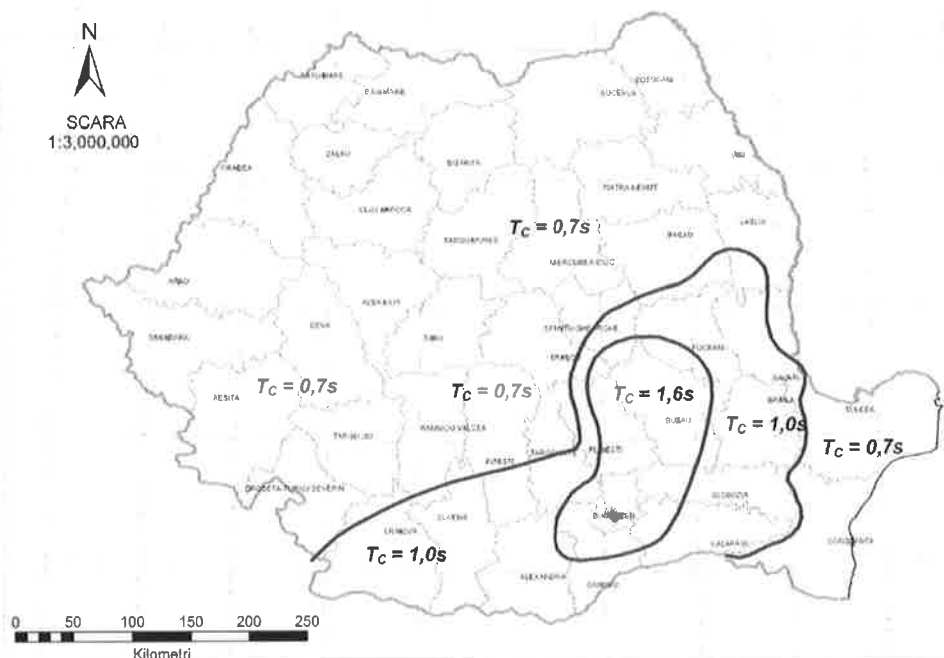 N
SCARA
1:3,000,000
SATU MARE
BAIA MARE
SUCEAVA
BOTOSANI
ZALAU
ORADEA
BISTRITA
IASI
PIATRA NEAMT
CLUJ NAPOCA
TARGU MURES
T_C = 0,7s
BACAU
VASLUI
MIERCUREA CIUC
ARAD
ALBA IULIA
DEVA
TIMISOARA
SIBIU
SFANTU GHEORGHE
BRASOV
FOCSANI
RESITA
T_C = 0,7s
T_C = 0,7s
T_C = 1,6s
GALATI
BRAILA
TULCEA
BUZAU
T_C = 1,0s
T_C = 0,7s
TARGU JIU
RAMNICU VALCEA
PITESTI
PLOIESTI
DROBETA-TURNU SEVERIN
SLOBOZIA
SLATINA
CRAIOVA
CONSTANTA
CALARASI
T_C = 1,0s
ALEXANDRIA
GIURGIU
0 50 100 150 200 250
Kilometri